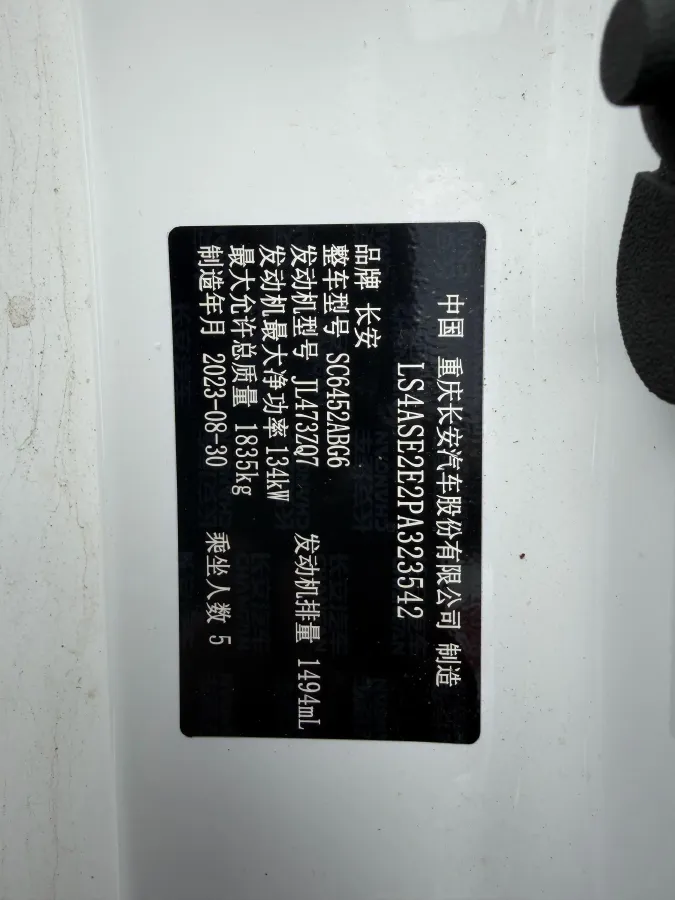 中国 重庆长安汽车股份有限公司 制造
LS4ASE2E2PA323542
品牌 长安
整车型号 SC6452ABG6
发动机型号 JL473ZQ7 发动机排量 1494mL
发动机最大净功率 134kW
最大允许总质量 1835kg
制造年月 2023-08-30 乘坐人数 5